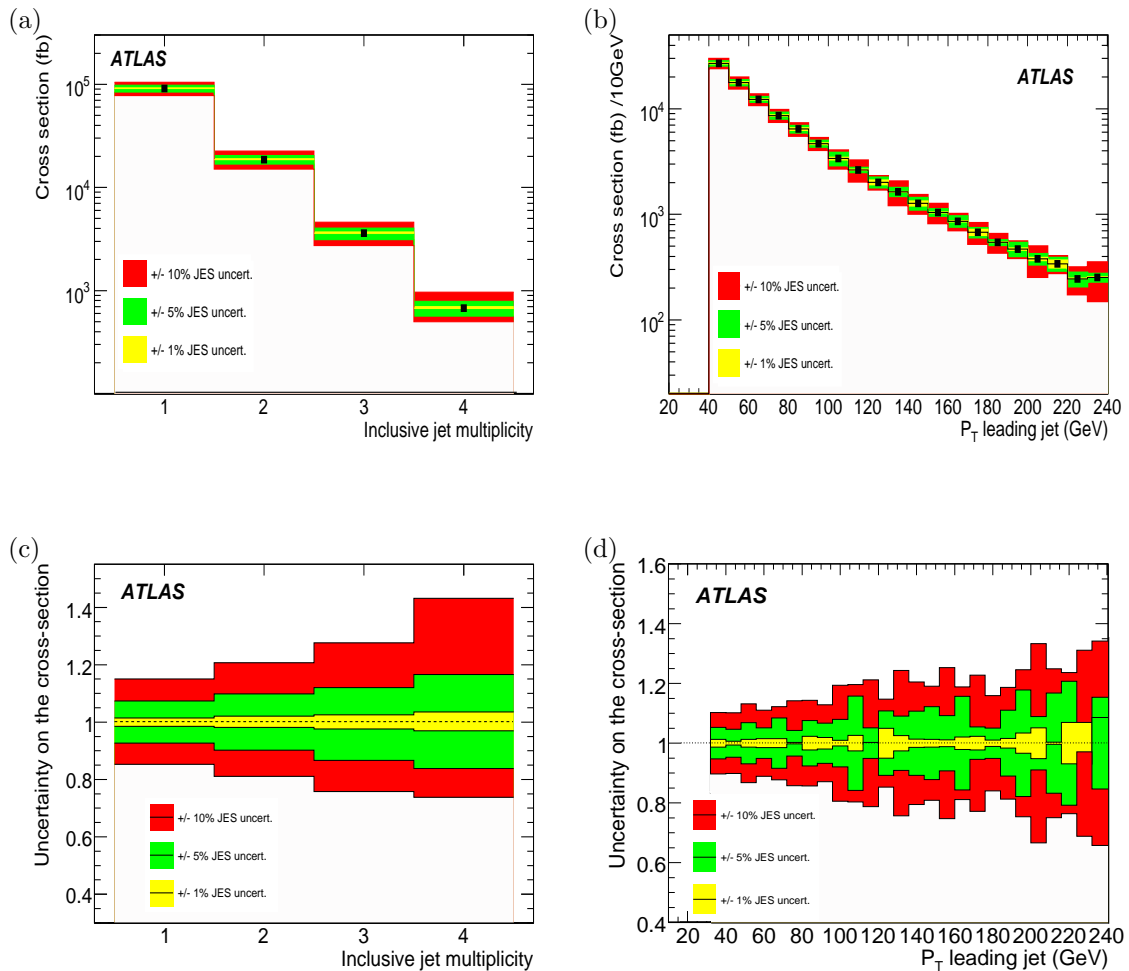 (a)
ATLAS
Cross section (fb)
10^5
10^4
10^3
+/- 10% JES uncert.
+/- 5% JES uncert.
+/- 1% JES uncert.
1 2 3 4
Inclusive jet multiplicity
(b)
ATLAS
Cross section (fb) /10GeV
10^4
10^3
10^2
+/- 10% JES uncert.
+/- 5% JES uncert.
+/- 1% JES uncert.
20 40 60 80 100 120 140 160 180 200 220 240
P_T leading jet (GeV)
(c)
ATLAS
Uncertainty on the cross-section
1.4
1.2
1
0.8
0.6
0.4
+/- 10% JES uncert.
+/- 5% JES uncert.
+/- 1% JES uncert.
1 2 3 4
Inclusive jet multiplicity
(d)
ATLAS
Uncertainty on the cross-section
1.6
1.4
1.2
1
0.8
0.6
0.4
+/- 10% JES uncert.
+/- 5% JES uncert.
+/- 1% JES uncert.
20 40 60 80 100 120 140 160 180 200 220 240
P_T leading jet (GeV)